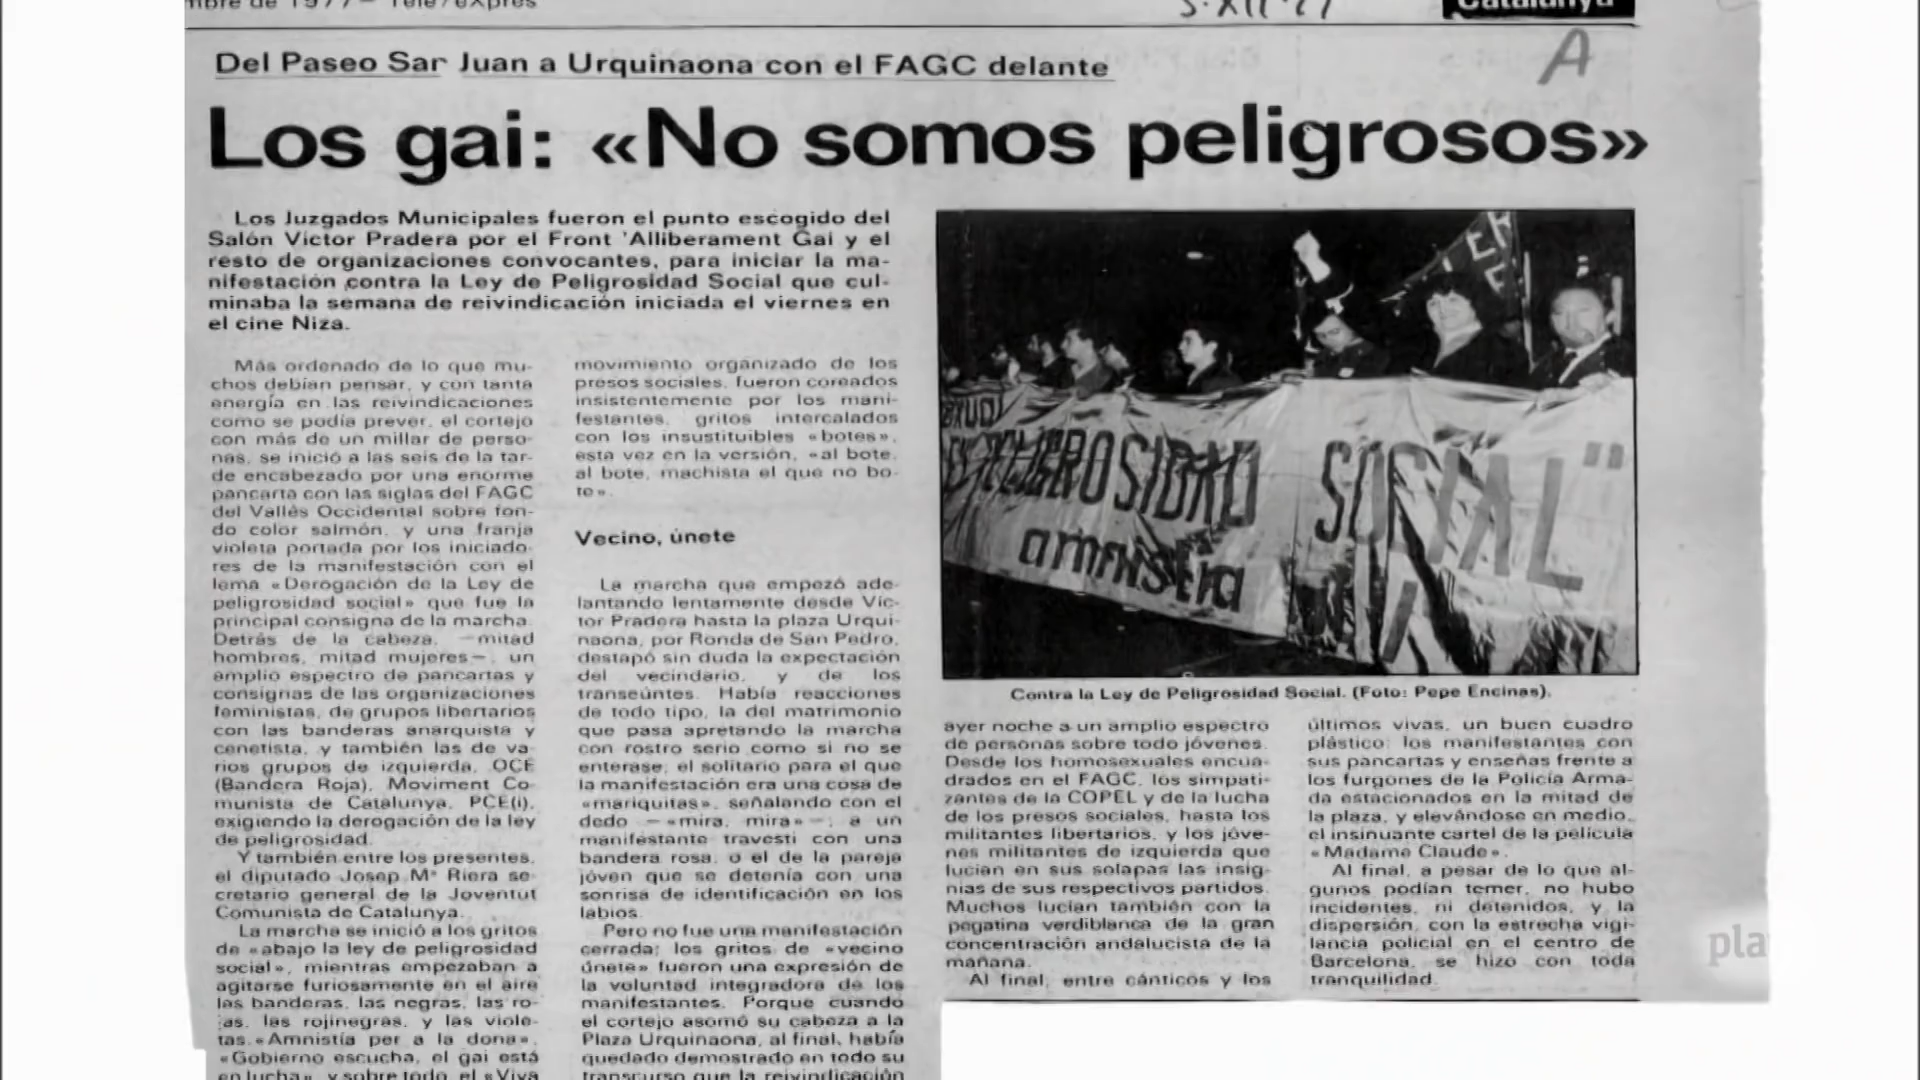 mbre de 1977 - Tele/eXpres
5-XII-77
Catalunya
A
Del Paseo San Juan a Urquinaona con el FAGC delante
Los gai: «No somos peligrosos»
Los Juzgados Municipales fueron el punto escogido del
Salón Víctor Pradera por el Front 'Alliberament Gai y el
resto de organizaciones convocantes, para iniciar la ma-
nifestación contra la Ley de Peligrosidad Social que cul-
minaba la semana de reivindicación iniciada el viernes en
el cine Niza.
Más ordenado de lo que mu-
chos debían pensar, y con tanta
energía en las reivindicaciones
como se podía prever, el cortejo
con más de un millar de perso-
nas, se inició a las seis de la tar-
de encabezado por una enorme
pancarta con las siglas del FAGC
del Vallès Occidental sobre fon-
do color salmón, y una franja
violeta portada por los iniciado-
res de la manifestación con el
lema «Derogación de la Ley de
peligrosidad social» que fue la
principal consigna de la marcha.
Detrás de la cabeza, —mitad
hombres, mitad mujeres—, un
amplio espectro de pancartas y
consignas de las organizaciones
feministas, de grupos libertarios
con las banderas anarquista y
cenetista, y también las de va-
rios grupos de izquierda, OCE
(Bandera Roja), Moviment Co-
munista de Catalunya, PCE(i),
exigiendo la derogación de la ley
de peligrosidad.
Y también entre los presentes,
el diputado Josep Mª Riera se-
cretario general de la Joventut
Comunista de Catalunya.
La marcha se inició a los gritos
de «abajo la ley de peligrosidad
social», mientras empezaban a
agitarse furiosamente en el aire
las banderas, las negras, las ro-
jas, las rojinegras, y las viole-
tas. «Amnistía per a la dona»,
«Gobierno escucha, el gai está
en lucha», y sobre todo, el «Viva
movimiento organizado de los
presos sociales, fueron coreados
insistentemente por los mani-
festantes, gritos intercalados
con los insustituibles «botes»,
esta vez en la versión, «al bote,
al bote, machista el que no bo-
te».
Vecino, únete
La marcha que empezó ade-
lantando lentamente desde Víc-
tor Pradera hasta la plaza Urqui-
naona, por Ronda de San Pedro,
destapó sin duda la expectación
del vecindario, y de los
transeúntes. Había reacciones
de todo tipo, la del matrimonio
que pasa apretando la marcha
con rostro serio como si no se
enterase, el solitario para el que
la manifestación era una cosa de
«mariquitas», señalando con el
dedo —«mira, mira»—, a un
manifestante travesti con una
bandera rosa, o el de la pareja
jóven que se detenía con una
sonrisa de identificación en los
labios.
Pero no fue una manifestación
cerrada; los gritos de «vecino
únete» fueron una expresión de
la voluntad integradora de los
manifestantes. Porque cuando
el cortejo asomó su cabeza a la
Plaza Urquinaona, al final, había
quedado demostrado en todo su
transcurso que la reivindicación
PELIGROSIDAD SOCIAL"
amnistia
Contra la Ley de Peligrosidad Social. (Foto: Pepe Encinas).
ayer noche a un amplio espectro
de personas sobre todo jóvenes.
Desde los homosexuales encua-
drados en el FAGC, los simpati-
zantes de la COPEL y de la lucha
de los presos sociales, hasta los
militantes libertarios, y los jóve-
nes militantes de izquierda que
lucían en sus solapas las insig-
nias de sus respectivos partidos.
Muchos lucían también con la
pegatina verdiblanca de la gran
concentración andalucista de la
mañana.
Al final, entre cánticos y los
últimos vivas, un buen cuadro
plástico: los manifestantes con
sus pancartas y enseñas frente a
los furgones de la Policía Arma-
da estacionados en la mitad de
la plaza, y elevándose en medio,
el insinuante cartel de la película
«Madame Claude».
Al final, a pesar de lo que al-
gunos podían temer, no hubo
incidentes, ni detenidos, y la
dispersión, con la estrecha vigi-
lancia policial en el centro de
Barcelona, se hizo con toda
tranquilidad.
pla